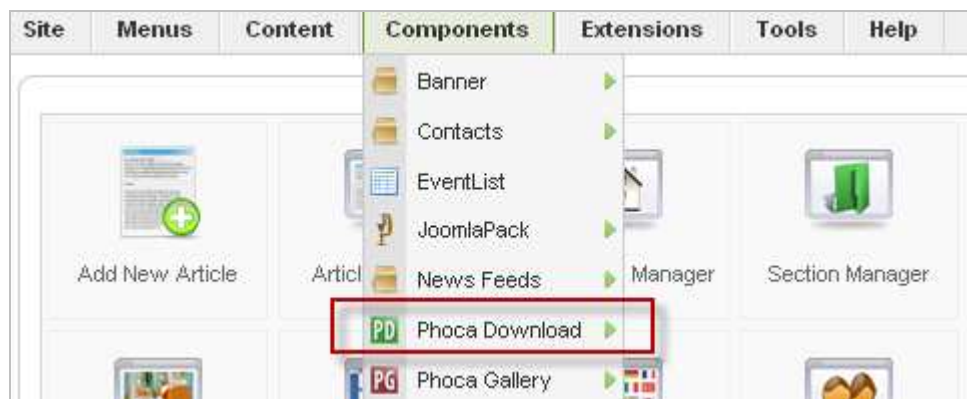 Site Menus Content Components Extensions Tools Help
Banner
Contacts
EventList
JoomlaPack
Add New Article Articl News Feeds Manager Section Manager
PD Phoca Download
PG Phoca Gallery